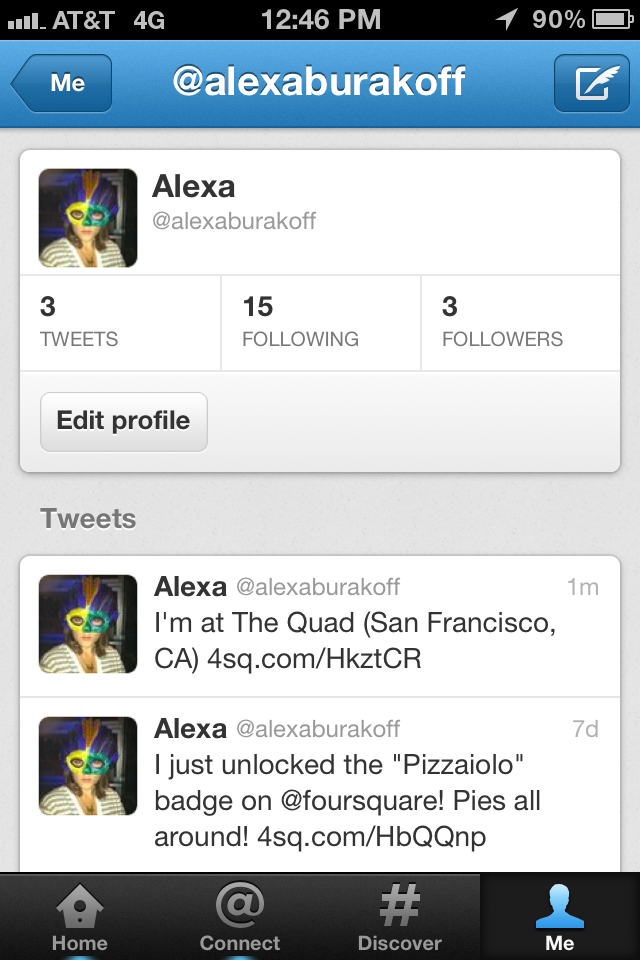 AT&T 4G 12:46 PM 90%
Me @alexaburakoff
Alexa
@alexaburakoff
3 15 3
TWEETS FOLLOWING FOLLOWERS
Edit profile
Tweets
Alexa @alexaburakoff 1m
I'm at The Quad (San Francisco,
CA) 4sq.com/HkztCR
Alexa @alexaburakoff 7d
I just unlocked the "Pizzaiolo"
badge on @foursquare! Pies all
around! 4sq.com/HbQQnp
Home Connect Discover Me